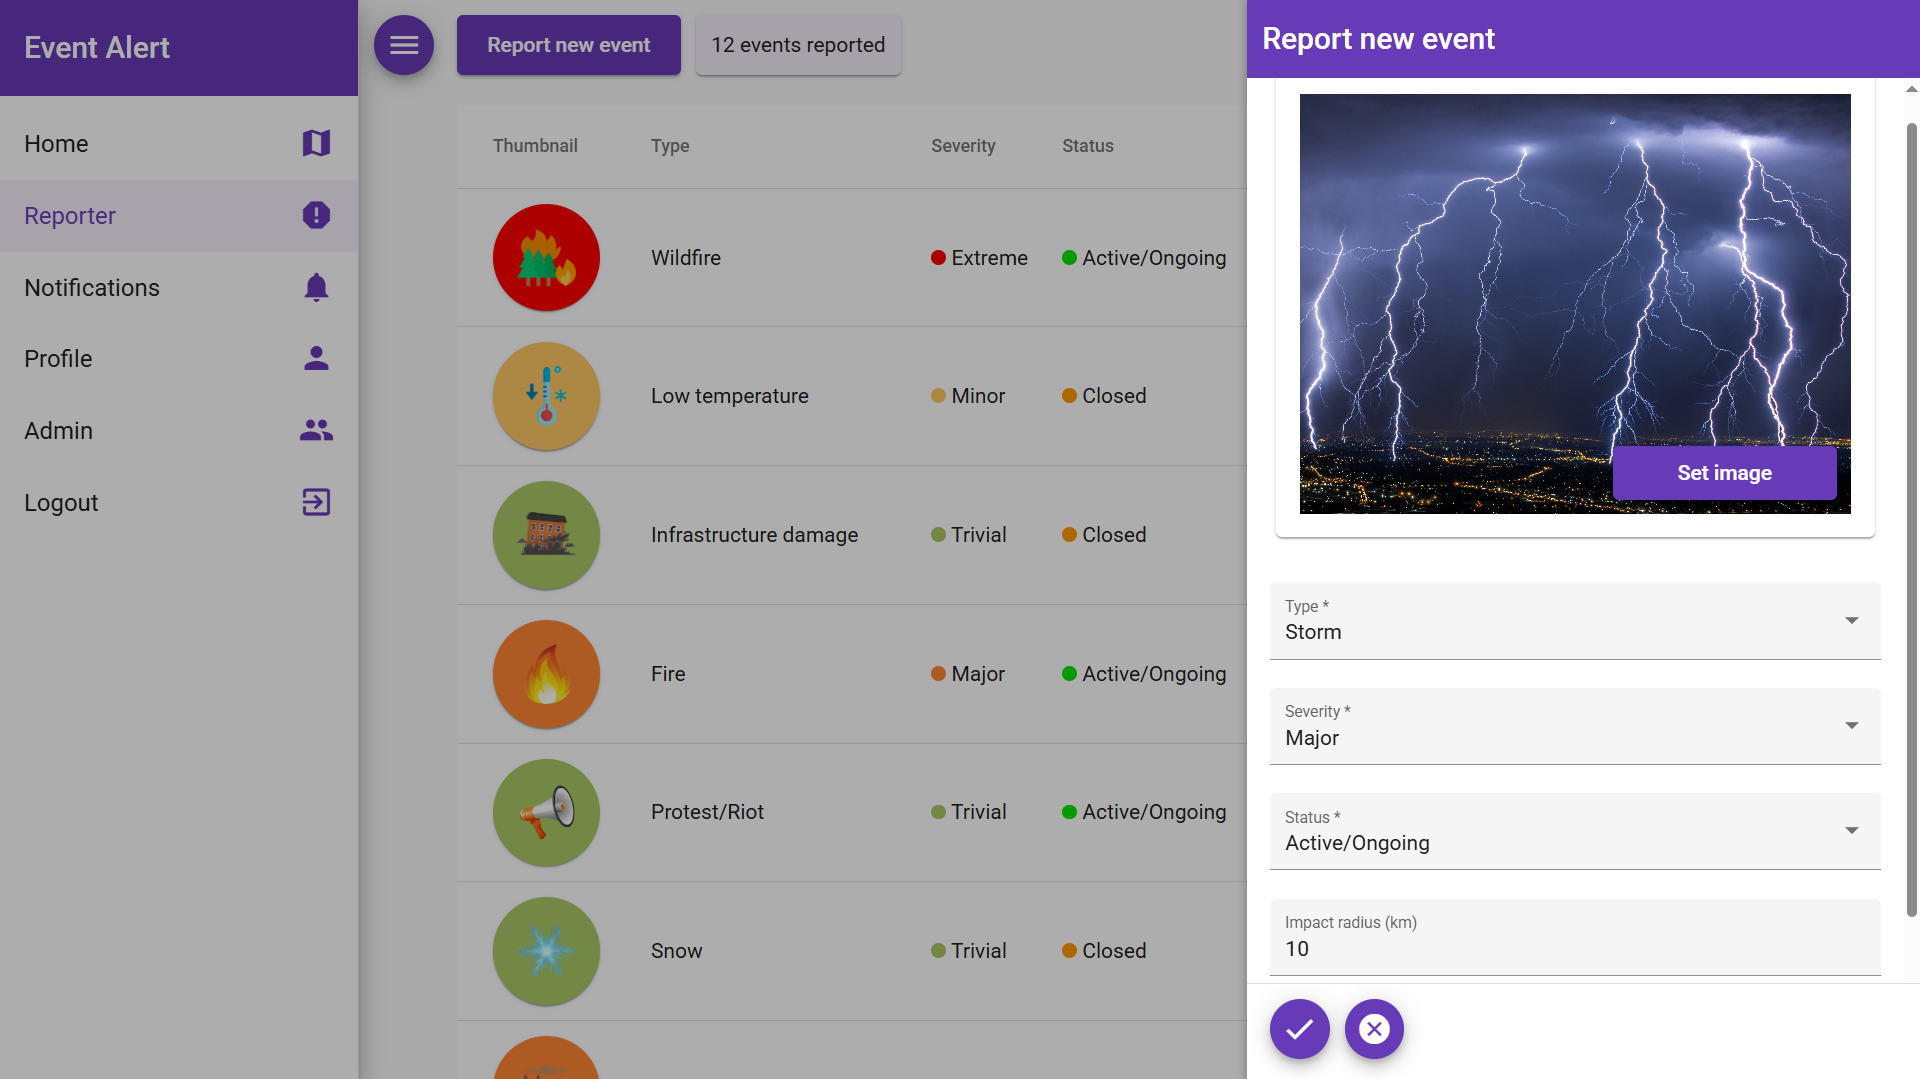 Event Alert
Home
Reporter
Notifications
Profile
Admin
Logout
Report new event
12 events reported
Thumbnail Type Severity Status
Wildfire Extreme Active/Ongoing
Low temperature Minor Closed
Infrastructure damage Trivial Closed
Fire Major Active/Ongoing
Protest/Riot Trivial Active/Ongoing
Snow Trivial Closed
Report new event
Set image
Type *
Storm
Severity *
Major
Status *
Active/Ongoing
Impact radius (km)
10